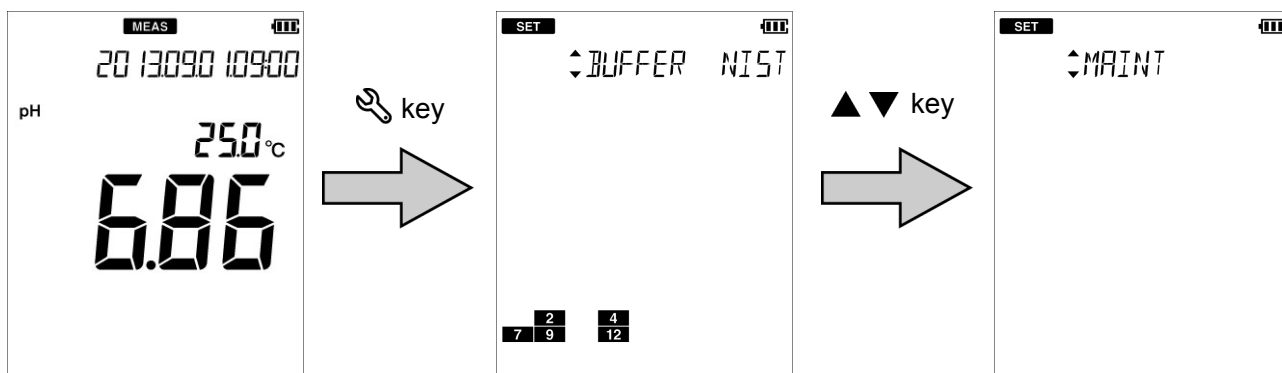 MEAS
2013.09.01.09:00
pH
25.0 °C
6.86
key
SET
BUFFER NIST
2 4
7 9 12
▲ ▼ key
SET
MAINT